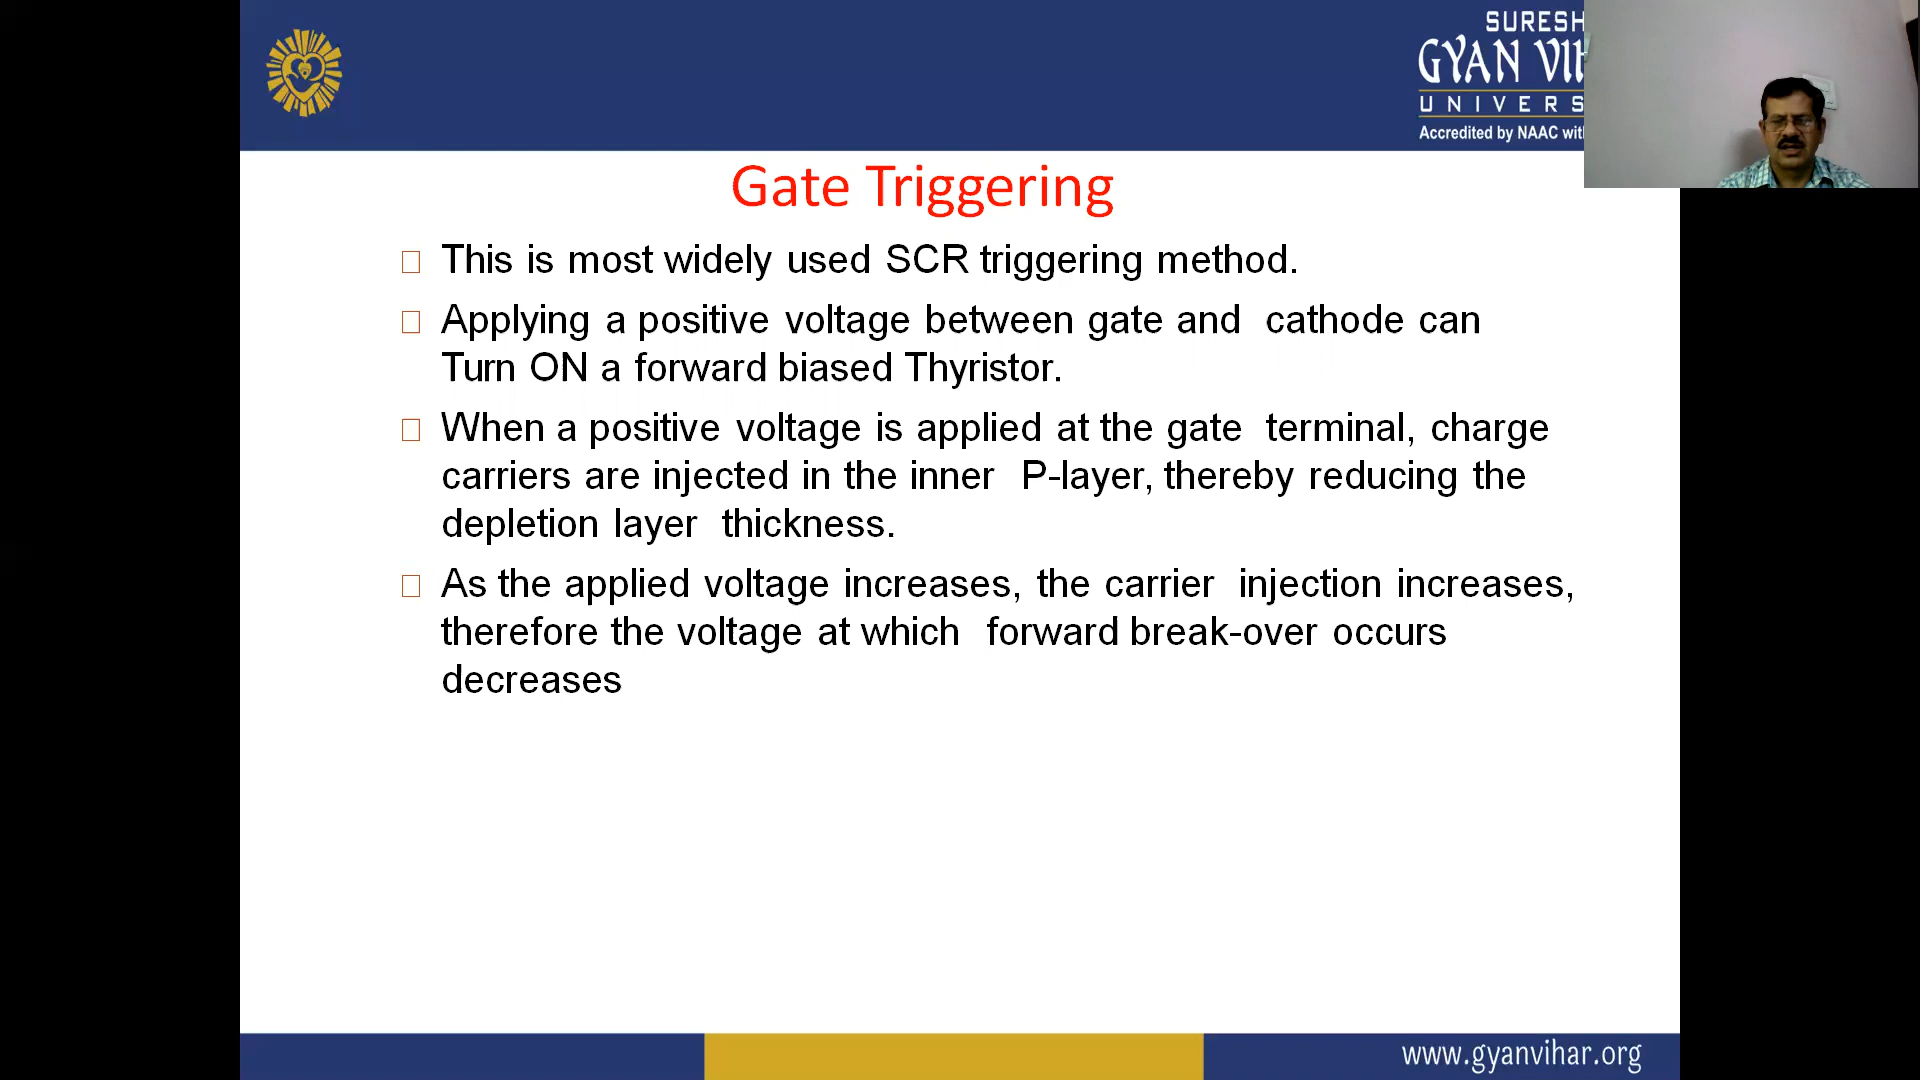 SURESH
GYAN VIH
UNIVERS
Accredited by NAAC with
Gate Triggering
This is most widely used SCR triggering method.
Applying a positive voltage between gate and cathode can
Turn ON a forward biased Thyristor.
When a positive voltage is applied at the gate terminal, charge
carriers are injected in the inner P-layer, thereby reducing the
depletion layer thickness.
As the applied voltage increases, the carrier injection increases,
therefore the voltage at which forward break-over occurs
decreases
www.gyanvihar.org